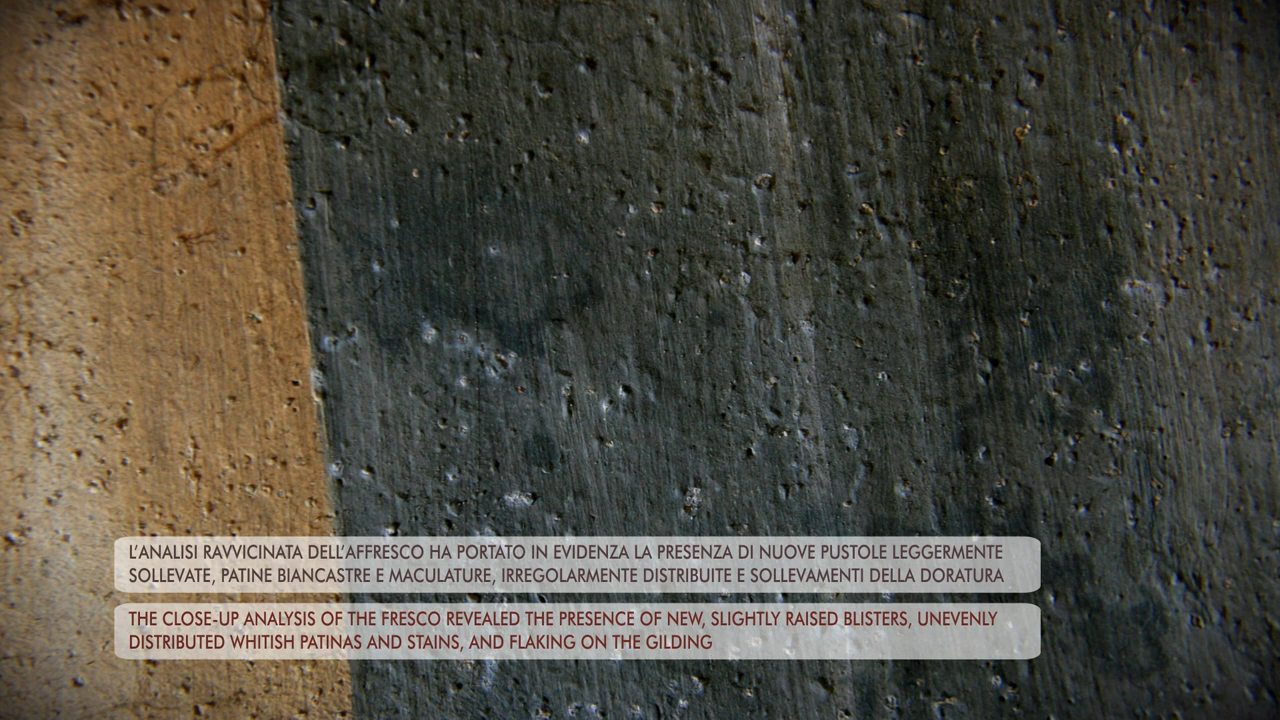 L'ANALISI RAVVICINATA DELL'AFFRESCO HA PORTATO IN EVIDENZA LA PRESENZA DI NUOVE PUSTOLE LEGGERMENTE
SOLLEVATE, PATINE BIANCASTRE E MACULATURE, IRREGOLARMENTE DISTRIBUITE E SOLLEVAMENTI DELLA DORATURA
THE CLOSE-UP ANALYSIS OF THE FRESCO REVEALED THE PRESENCE OF NEW, SLIGHTLY RAISED BLISTERS, UNEVENLY
DISTRIBUTED WHITISH PATINAS AND STAINS, AND FLAKING ON THE GILDING